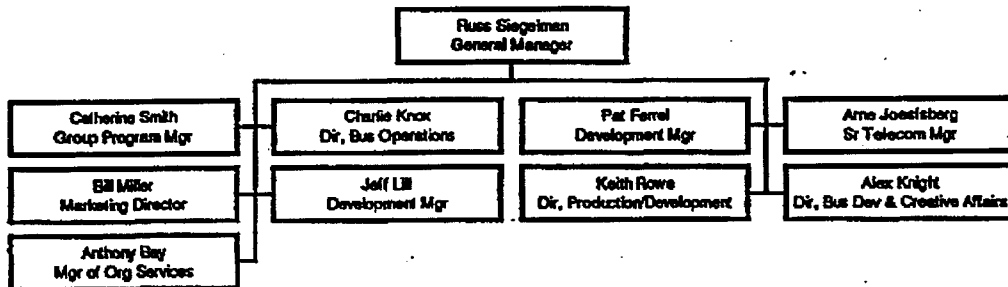 Russ Siegelman
General Manager
Catherine Smith
Group Program Mgr
Charlie Knox
Dir, Bus Operations
Pat Ferrel
Development Mgr
Arne Joesfsberg
Sr Telecom Mgr
Bill Miller
Marketing Director
Jeff Lill
Development Mgr
Keith Rowe
Dir, Production/Development
Alex Knight
Dir, Bus Dev & Creative Affairs
Anthony Bay
Mgr of Org Services